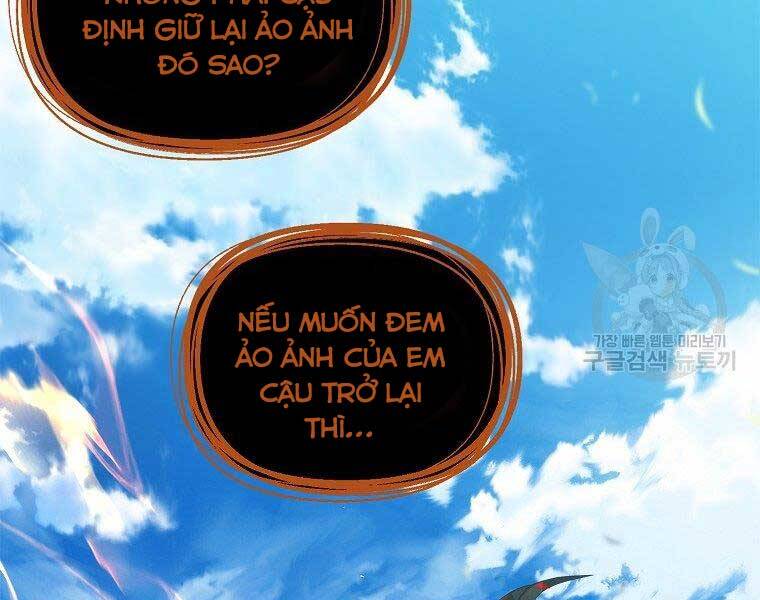 ĐỊNH GIỮ LẠI ẢO ẢNH
ĐÓ SAO?
NẾU MUỐN ĐEM
ẢO ẢNH CỦA EM
CẬU TRỞ LẠI
THÌ...
가장 빠른 웹툰 미리보기
구글검색 뉴토끼